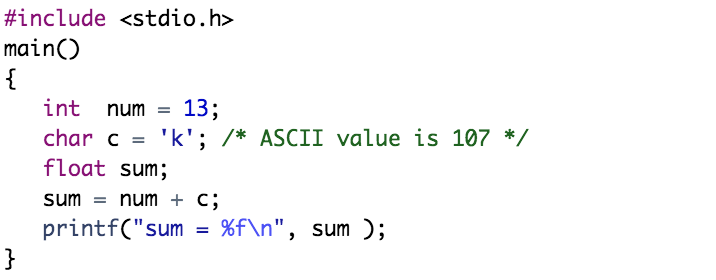 #include <stdio.h>
main()
{
   int  num = 13;
   char c = 'k'; /* ASCII value is 107 */
   float sum;
   sum = num + c;
   printf("sum = %f\n", sum );
}